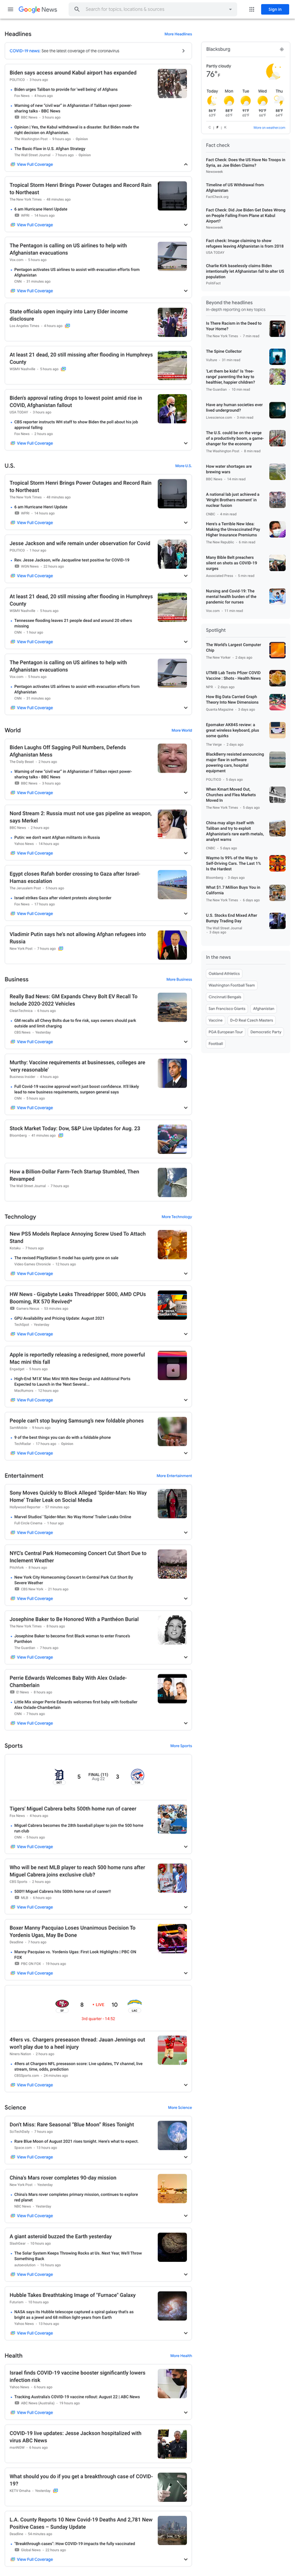 Google News
Search for topics, locations & sources
Sign in
Headlines
More Headlines
COVID-19 news: See the latest coverage of the coronavirus
Biden says access around Kabul airport has expanded
POLITICO · 3 hours ago
Biden urges Taliban to provide for 'well being' of Afghans
Fox News · 4 hours ago
Warning of new "civil war" in Afghanistan if Taliban reject power-
sharing talks - BBC News
BBC News · 3 hours ago
Opinion | Yes, the Kabul withdrawal is a disaster. But Biden made the
right decision on Afghanistan.
The Washington Post · 9 hours ago · Opinion
The Basic Flaw in U.S. Afghan Strategy
The Wall Street Journal · 7 hours ago · Opinion
View Full Coverage
Tropical Storm Henri Brings Power Outages and Record Rain
to Northeast
The New York Times · 48 minutes ago
6 am Hurricane Henri Update
WPRI · 14 hours ago
View Full Coverage
The Pentagon is calling on US airlines to help with
Afghanistan evacuations
Vox.com · 5 hours ago
Pentagon activates US airlines to assist with evacuation efforts from
Afghanistan
CNN · 31 minutes ago
View Full Coverage
State officials open inquiry into Larry Elder income
disclosure
Los Angeles Times · 4 hours ago
At least 21 dead, 20 still missing after flooding in Humphreys
County
WSMV Nashville · 5 hours ago
Biden's approval rating drops to lowest point amid rise in
COVID, Afghanistan fallout
USA TODAY · 4 hours ago
CBS reporter instructs WH staff to show Biden the poll about his job
approval falling
Fox News · 2 hours ago
View Full Coverage
U.S.
More U.S.
Tropical Storm Henri Brings Power Outages and Record Rain
to Northeast
The New York Times · 48 minutes ago
6 am Hurricane Henri Update
WPRI · 14 hours ago
View Full Coverage
Jesse Jackson and wife remain under observation for Covid
POLITICO · 1 hour ago
Rev. Jesse Jackson, wife Jacqueline test positive for COVID-19
View Full Coverage
At least 21 dead, 20 still missing after flooding in Humphreys
County
WSMV Nashville · 5 hours ago
Tennessee flooding leaves 21 people dead and around 20 others
missing
CNN · 1 hour ago
View Full Coverage
The Pentagon is calling on US airlines to help with
Afghanistan evacuations
Vox.com · 5 hours ago
Pentagon activates US airlines to assist with evacuation efforts from
Afghanistan
CNN · 31 minutes ago
View Full Coverage
World
More World
Biden Laughs Off Sagging Poll Numbers, Defends
Afghanistan Mess
The Daily Beast · 2 hours ago
Warning of new "civil war" in Afghanistan if Taliban reject power-
sharing talks - BBC News
BBC News · 3 hours ago
View Full Coverage
Nord Stream 2: Russia must not use gas pipeline as weapon,
says Merkel
BBC News · 2 hours ago
Putin: we don't want Afghan militants in Russia
Yahoo News · 14 hours ago
View Full Coverage
Egypt closes Rafah border crossing to Gaza after Israel-
Hamas escalation
The Jerusalem Post · 5 hours ago
Israel strikes Gaza after violent protests along border
Fox News · 17 hours ago
View Full Coverage
Vladimir Putin says he's not allowing Afghan refugees into
Russia
New York Post · 7 hours ago
Business
More Business
Really Bad News: GM Expands Chevy Bolt EV Recall To
Include 2020-2022 Vehicles
CleanTechnica · 6 hours ago
GM recalls all Chevy Bolts due to fire risk, says owners should park
outside and limit charging
CBS News · Yesterday
View Full Coverage
Murthy: Vaccine requirements at businesses, colleges are
'very reasonable'
Business Insider · 4 hours ago
Full Covid-19 vaccine approval won't just boost confidence. It'll likely
lead to new business requirements, surgeon general says
CNN · 5 hours ago
View Full Coverage
Stock Market Today: Dow, S&P Live Updates for Aug. 23
Bloomberg · 41 minutes ago
How a Billion-Dollar Farm-Tech Startup Stumbled, Then
Revamped
The Wall Street Journal · 7 hours ago
Technology
More Technology
New PS5 Models Replace Annoying Screw Used To Attach
Stand
Kotaku · 7 hours ago
The revised PlayStation 5 model has quietly gone on sale
Video Games Chronicle · 12 hours ago
View Full Coverage
HW News - Gigabyte Leaks Threadripper 5000, AMD CPUs
Booming, RX 570 Revived*
Gamers Nexus · 15 hours ago
GPU Availability and Pricing Update: August 2021
TechSpot · Yesterday
View Full Coverage
Apple is reportedly releasing a redesigned, more powerful
Mac mini this fall
Engadget · 3 hours ago
High-End 'M1X' Mac Mini With New Design and Additional Ports
Expected to Launch in the 'Next Several...
MacRumors · 12 hours ago
View Full Coverage
People can't stop buying Samsung's new foldable phones
SamMobile · 9 hours ago
9 of the best things you can do with a foldable phone
TechRadar · 17 hours ago · Opinion
View Full Coverage
Entertainment
More Entertainment
Sony Moves Quickly to Block Alleged 'Spider-Man: No Way
Home' Trailer Leak on Social Media
Hollywood Reporter · 57 minutes ago
Marvel Studios' 'Spider-Man: No Way Home' Trailer Leaks Online
Full Circle Cinema · 1 hour ago
View Full Coverage
NYC's Central Park Homecoming Concert Cut Short Due to
Inclement Weather
Pitchfork · 8 hours ago
New York City Homecoming Concert In Central Park Cut Short By
Severe Weather
CBS New York · 21 hours ago
View Full Coverage
Josephine Baker to Be Honored With a Panthéon Burial
The New York Times · 8 hours ago
Josephine Baker to become first Black woman to enter France's
Panthéon
The Guardian · 7 hours ago
View Full Coverage
Perrie Edwards Welcomes Baby With Alex Oxlade-
Chamberlain
E! News · 6 hours ago
Little Mix singer Perrie Edwards welcomes first baby with footballer
Alex Oxlade-Chamberlain
CNN · 7 hours ago
View Full Coverage
Sports
More Sports
DET
5
FINAL (11)
Aug 22
3
TOR
Tigers' Miguel Cabrera belts 500th home run of career
Fox News · 4 hours ago
Miguel Cabrera becomes the 28th baseball player to join the 500 home
run club
CNN · 3 hours ago
View Full Coverage
Who will be next MLB player to reach 500 home runs after
Miguel Cabrera joins exclusive club?
CBS Sports · 2 hours ago
500!!! Miguel Cabrera hits 500th home run of career!!
MLB · 5 hours ago
View Full Coverage
Boxer Manny Pacquiao Loses Unanimous Decision To
Yordenis Ugas, May Be Done
Deadline · 7 hours ago
Manny Pacquiao vs. Yordenis Ugas: First Look Highlights | PBC ON
FOX
PBC ON FOX · 19 hours ago
View Full Coverage
SF
8
LIVE
10
LAC
3rd quarter - 14:52
49ers vs. Chargers preseason thread: Jauan Jennings out
won't play due to a heel injury
Niners Nation · 2 hours ago
49ers at Chargers NFL preseason score: Live updates, TV channel, live
stream, time, odds, prediction
CBSSports.com · 24 minutes ago
View Full Coverage
Science
More Science
Don't Miss: Rare Seasonal "Blue Moon" Rises Tonight
SciTechDaily · 7 hours ago
Rare Blue Moon of August 2021 rises tonight. Here's what to expect.
Space.com · 13 hours ago
View Full Coverage
China's Mars rover completes 90-day mission
New York Post · Yesterday
China's Mars rover completes primary mission, continues to explore
red planet
NBC News · Yesterday
View Full Coverage
A giant asteroid buzzed the Earth yesterday
SlashGear · 10 hours ago
The Solar System Keeps Throwing Rocks at Us. Next Year, We'll Throw
Something Back
View Full Coverage
Hubble Takes Breathtaking Image of "Furnace" Galaxy
Futurism · 10 hours ago
NASA says its Hubble telescope captured a spiral galaxy that's as
bright as a jewel and 68 million light-years from Earth
Yahoo News · 13 hours ago
View Full Coverage
Health
More Health
Israel finds COVID-19 vaccine booster significantly lowers
infection risk
Yahoo News · 6 hours ago
Tracking Australia's COVID-19 vaccine rollout: August 22 | ABC News
ABC News (Australia) · 15 hours ago
View Full Coverage
COVID-19 live updates: Jesse Jackson hospitalized with
virus ABC News
What should you do if you get a breakthrough case of COVID-
19?
KETV Omaha · Yesterday
L.A. County Reports 10 New Covid-19 Deaths And 2,781 New
Positive Cases – Sunday Update
Deadline · 54 minutes ago
"Breakthrough cases": How COVID-19 impacts the fully vaccinated
Global News · 22 hours ago
View Full Coverage
Blacksburg
Partly cloudy
76°F
Today
Mon
Tue
Wed
Thu
C | F | K
More on weather.com
Fact check
Fact Check: Does the US Have No Troops in
Syria, as Joe Biden Claims?
Newsweek
Timeline of US Withdrawal from
Afghanistan
FactCheck.org
Fact Check: Did Joe Biden Get Dates Wrong
on People Falling From Plane at Kabul
Airport?
Newsweek
Fact check: Image claiming to show
refugees leaving Afghanistan is from 2018
USA TODAY
Charlie Kirk baselessly claims Biden
intentionally let Afghanistan fall to alter US
population
PolitiFact
Beyond the headlines
In-depth reporting on key topics
Is There Racism in the Deed to
Your Home?
The New York Times · 7 min read
The Spine Collector
Vulture · 31 min read
'Let them be kids!' Is 'free-
range' parenting the key to
healthier, happier children?
The Guardian · 10 min read
Have any human societies ever
lived underground?
Livescience.com · 5 min read
The U.S. could be on the verge
of a productivity boom, a game-
changer for the economy
The Washington Post · 8 min read
How water shortages are
brewing wars
BBC News · 14 min read
A national lab just achieved a
'Wright Brothers moment' in
nuclear fusion
CNBC · 4 min read
Here's a Terrible New Idea:
Making the Unvaccinated Pay
Higher Insurance Premiums
The New Republic · 6 min read
Many Bible Belt preachers
silent on shots as COVID-19
surges
Associated Press · 5 min read
Nursing and Covid-19: The
mental health burden of the
pandemic for nurses
Vox.com · 11 min read
Spotlight
The World's Largest Computer
Chip
The New Yorker · 2 days ago
UTMB Lab Tests Pfizer COVID
Vaccine : Shots - Health News
NPR · 2 days ago
How Big Data Carried Graph
Theory Into New Dimensions
Quanta Magazine · 3 days ago
Epomaker AK84S review: a
great wireless keyboard, plus
some quirks
The Verge · 2 days ago
BlackBerry resisted announcing
major flaw in software
powering cars, hospital
equipment
POLITICO · 5 days ago
When Kmart Moved Out,
Churches and Flea Markets
Moved In
The New York Times · 5 days ago
China may align itself with
Taliban and try to exploit
Afghanistan's rare earth metals,
analyst warns
CNBC · 5 days ago
Waymo Is 99% of the Way to
Self-Driving Cars. The Last 1%
Is the Hardest
Bloomberg · 5 days ago
What $1.7 Million Buys You in
California
The New York Times · 6 days ago
U.S. Stocks End Mixed After
Bumpy Trading Day
The Wall Street Journal
· 3 days ago
In the news
Oakland Athletics
Washington Football Team
Cincinnati Bengals
San Francisco Giants
Afghanistan
Vaccine
D-II Real Czech Masters
PGA European Tour
Democratic Party
Football